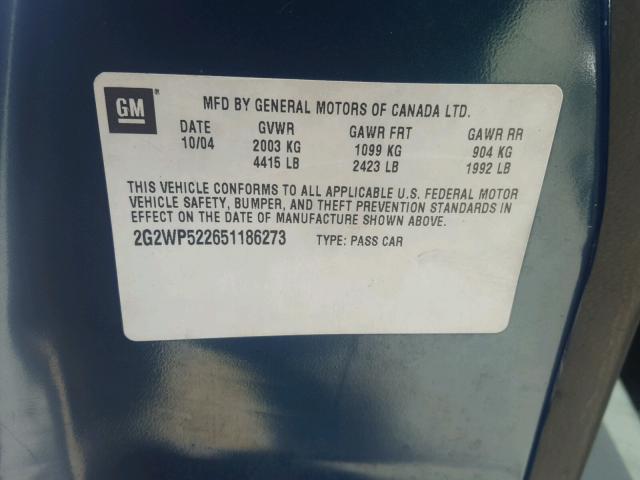 GM
MFD BY GENERAL MOTORS OF CANADA LTD.
DATE GVWR GAWR FRT GAWR RR
10/04 2003 KG 1099 KG 904 KG
4415 LB 2423 LB 1992 LB
THIS VEHICLE CONFORMS TO ALL APPLICABLE U.S. FEDERAL MOTOR
VEHICLE SAFETY, BUMPER, AND THEFT PREVENTION STANDARDS IN
EFFECT ON THE DATE OF MANUFACTURE SHOWN ABOVE.
2G2WP522651186273 TYPE: PASS CAR